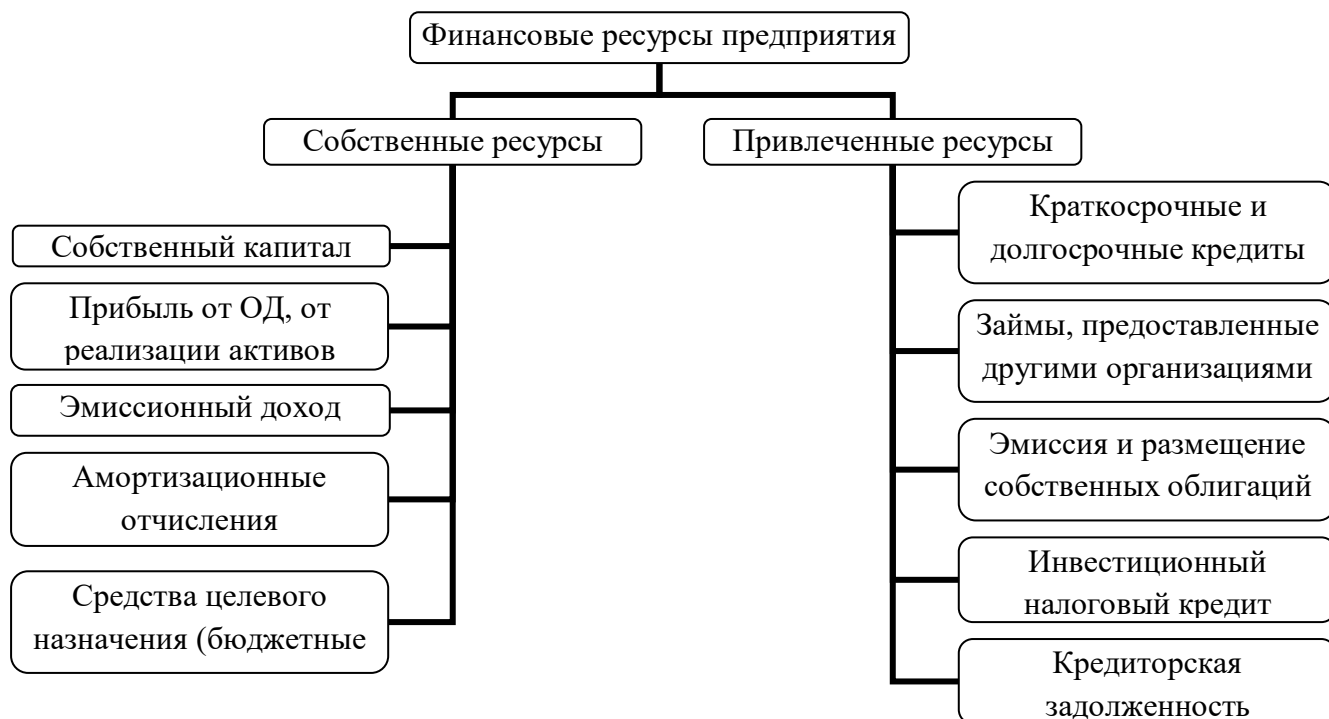 Финансовые ресурсы предприятия
Собственные ресурсы
Привлеченные ресурсы
Собственный капитал
Прибыль от ОД, от
реализации активов
Эмиссионный доход
Амортизационные
отчисления
Средства целевого
назначения (бюджетные
Краткосрочные и
долгосрочные кредиты
Займы, предоставленные
другими организациями
Эмиссия и размещение
собственных облигаций
Инвестиционный
налоговый кредит
Кредиторская
задолженность